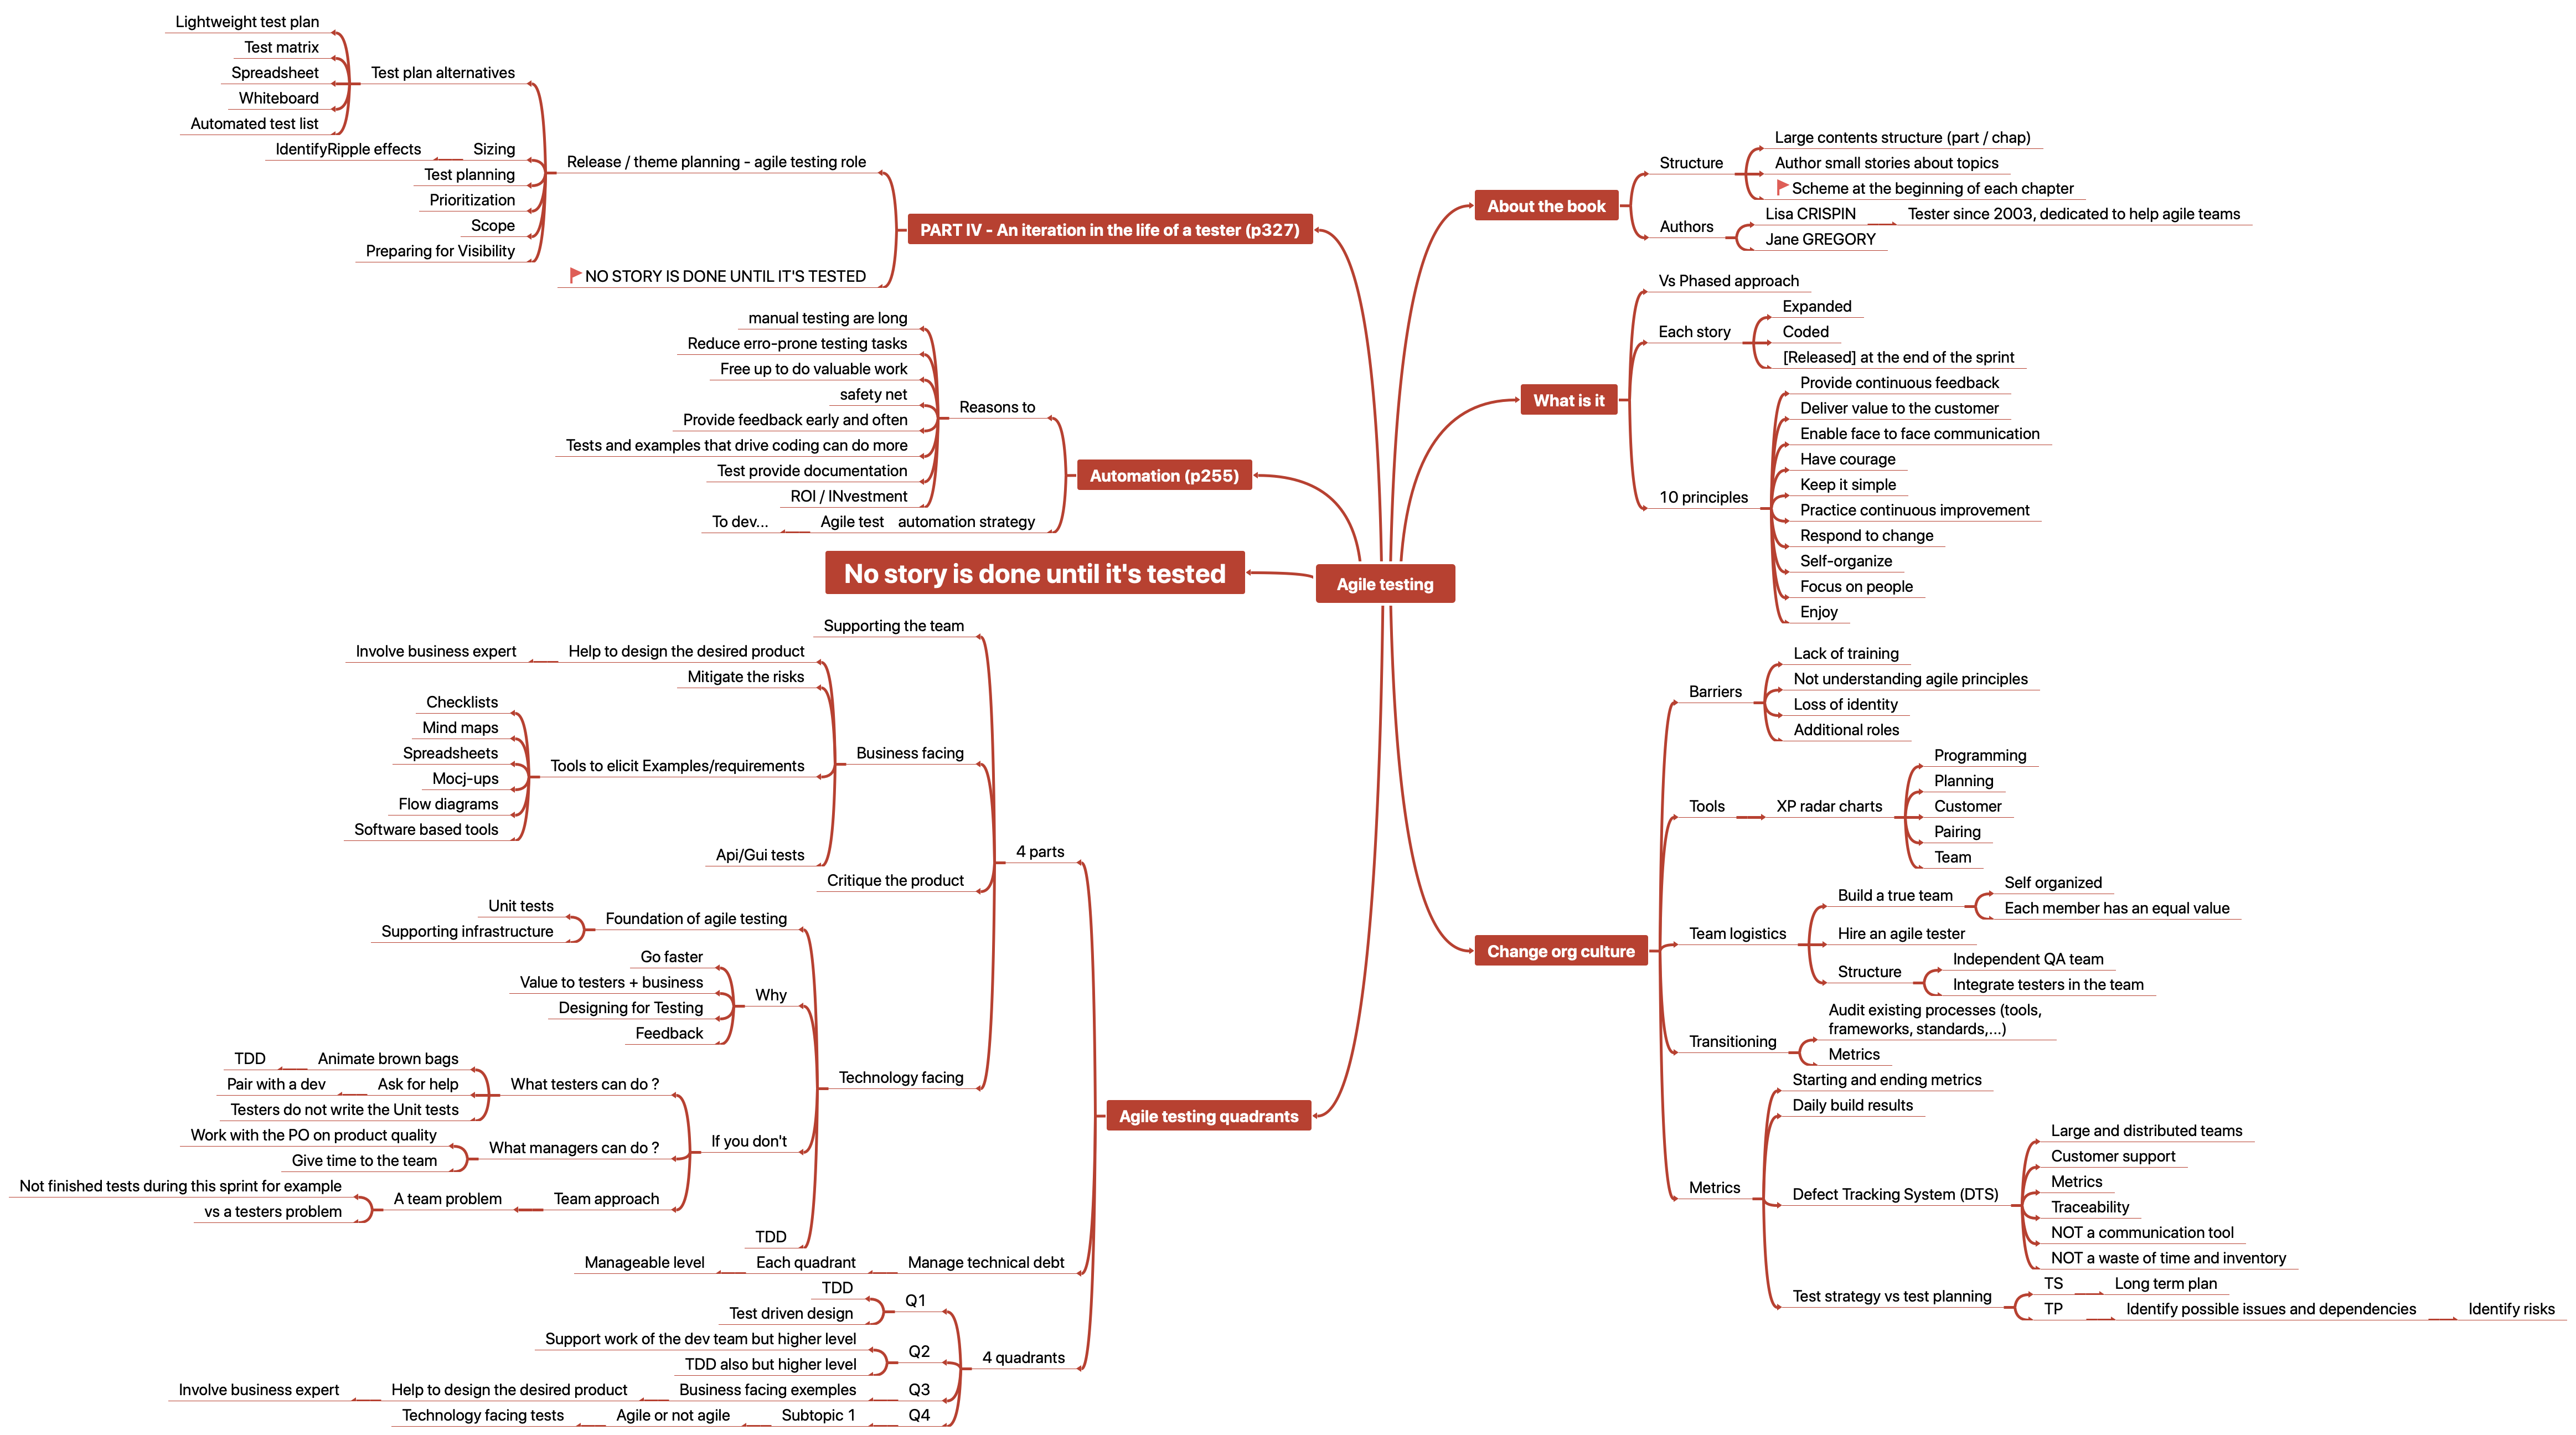 Agile testing
About the book
Structure
Large contents structure (part / chap)
Author small stories about topics
Scheme at the beginning of each chapter
Authors
Lisa CRISPIN
Tester since 2003, dedicated to help agile teams
Jane GREGORY
What is it
Vs Phased approach
Each story
Expanded
Coded
[Released] at the end of the sprint
10 principles
Provide continuous feedback
Deliver value to the customer
Enable face to face communication
Have courage
Keep it simple
Practice continuous improvement
Respond to change
Self-organize
Focus on people
Enjoy
Change org culture
Barriers
Lack of training
Not understanding agile principles
Loss of identity
Additional roles
Tools
XP radar charts
Programming
Planning
Customer
Pairing
Team
Team logistics
Build a true team
Self organized
Each member has an equal value
Hire an agile tester
Structure
Independent QA team
Integrate testers in the team
Transitioning
Audit existing processes (tools,
frameworks, standards,...)
Metrics
Metrics
Starting and ending metrics
Daily build results
Defect Tracking System (DTS)
Large and distributed teams
Customer support
Metrics
Traceability
NOT a communication tool
NOT a waste of time and inventory
Test strategy vs test planning
TS
Long term plan
TP
Identify possible issues and dependencies
Identify risks
PART IV - An iteration in the life of a tester (p327)
Release / theme planning - agile testing role
Test plan alternatives
Lightweight test plan
Test matrix
Spreadsheet
Whiteboard
Automated test list
Sizing
IdentifyRipple effects
Test planning
Prioritization
Scope
Preparing for Visibility
NO STORY IS DONE UNTIL IT'S TESTED
Automation (p255)
Reasons to
manual testing are long
Reduce erro-prone testing tasks
Free up to do valuable work
safety net
Provide feedback early and often
Tests and examples that drive coding can do more
Test provide documentation
ROI / INvestment
Agile test   automation strategy
To dev...
No story is done until it's tested
Agile testing quadrants
4 parts
Supporting the team
Business facing
Help to design the desired product
Involve business expert
Mitigate the risks
Tools to elicit Examples/requirements
Checklists
Mind maps
Spreadsheets
Mocj-ups
Flow diagrams
Software based tools
Api/Gui tests
Critique the product
Technology facing
Foundation of agile testing
Unit tests
Supporting infrastructure
Why
Go faster
Value to testers + business
Designing for Testing
Feedback
If you don't
What testers can do ?
Animate brown bags
TDD
Ask for help
Pair with a dev
Testers do not write the Unit tests
What managers can do ?
Work with the PO on product quality
Give time to the team
Team approach
A team problem
Not finished tests during this sprint for example
vs a testers problem
TDD
Manage technical debt
Each quadrant
Manageable level
4 quadrants
Q1
TDD
Test driven design
Q2
Support work of the dev team but higher level
TDD also but higher level
Q3
Business facing exemples
Help to design the desired product
Involve business expert
Q4
Subtopic 1
Agile or not agile
Technology facing tests